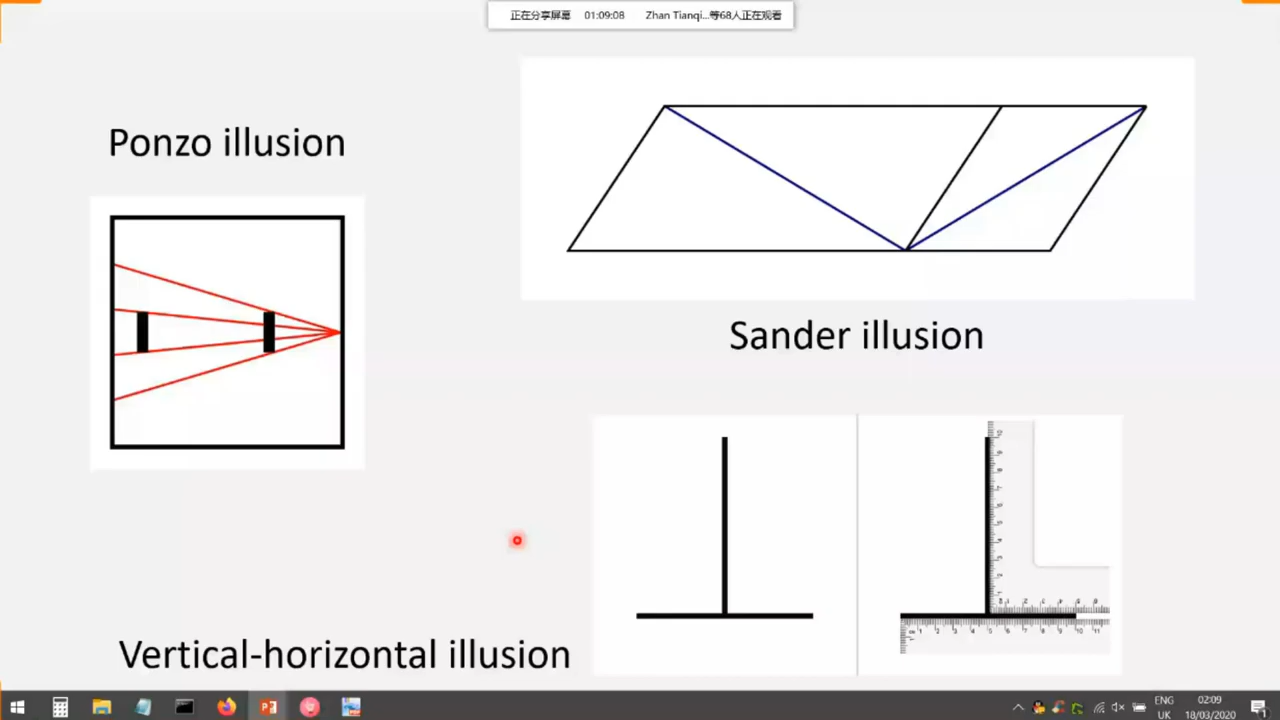 正在分享屏幕 01:09:08 Zhan Tianqi...等68人正在观看
Ponzo illusion
Sander illusion
Vertical-horizontal illusion
ENG
UK
02:09
18/03/2020